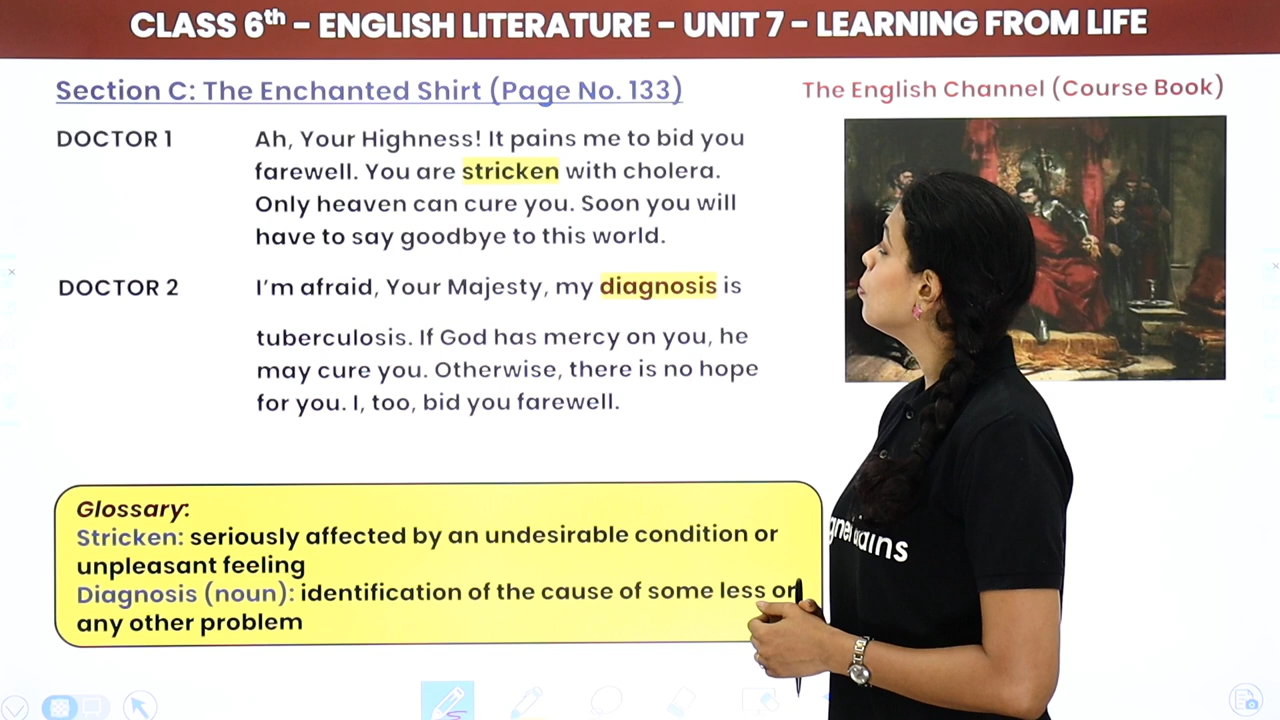 CLASS 6th – ENGLISH LITERATURE – UNIT 7 – LEARNING FROM LIFE
Section C: The Enchanted Shirt (Page No. 133)
The English Channel (Course Book)
DOCTOR 1 Ah, Your Highness! It pains me to bid you
farewell. You are stricken with cholera.
Only heaven can cure you. Soon you will
have to say goodbye to this world.
DOCTOR 2 I'm afraid, Your Majesty, my diagnosis is
tuberculosis. If God has mercy on you, he
may cure you. Otherwise, there is no hope
for you. I, too, bid you farewell.
Glossary:
Stricken: seriously affected by an undesirable condition or
unpleasant feeling
Diagnosis (noun): identification of the cause of some less or
any other problem